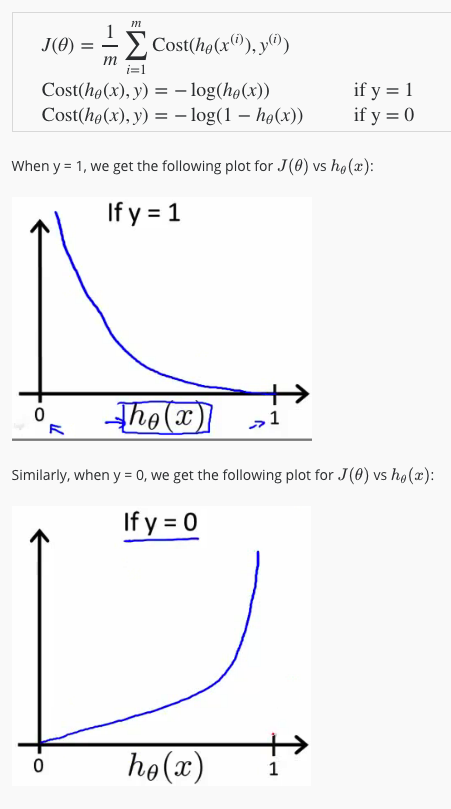 J(θ) = 1/m ∑_{i=1}^{m} Cost(h_θ(x^{(i)}), y^{(i)})
Cost(h_θ(x), y) = − log(h_θ(x)) if y = 1
Cost(h_θ(x), y) = − log(1 − h_θ(x)) if y = 0
When y = 1, we get the following plot for J(θ) vs h_θ(x):
If y = 1
0 h_θ(x) 1
Similarly, when y = 0, we get the following plot for J(θ) vs h_θ(x):
If y = 0
0 h_θ(x) 1